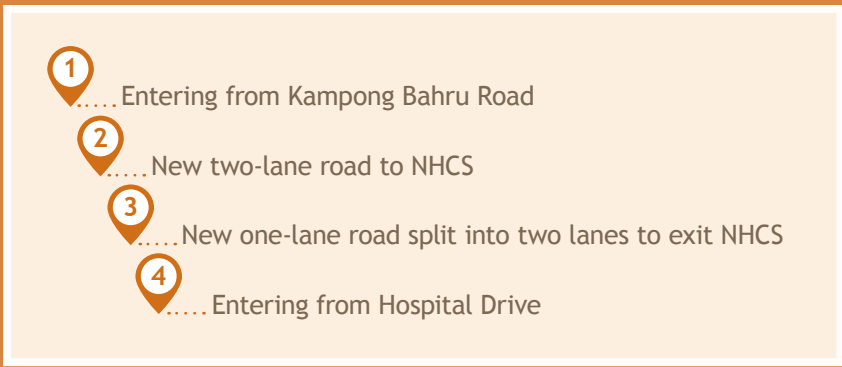 1
Entering from Kampong Bahru Road
2
New two-lane road to NHCS
3
New one-lane road split into two lanes to exit NHCS
4
Entering from Hospital Drive